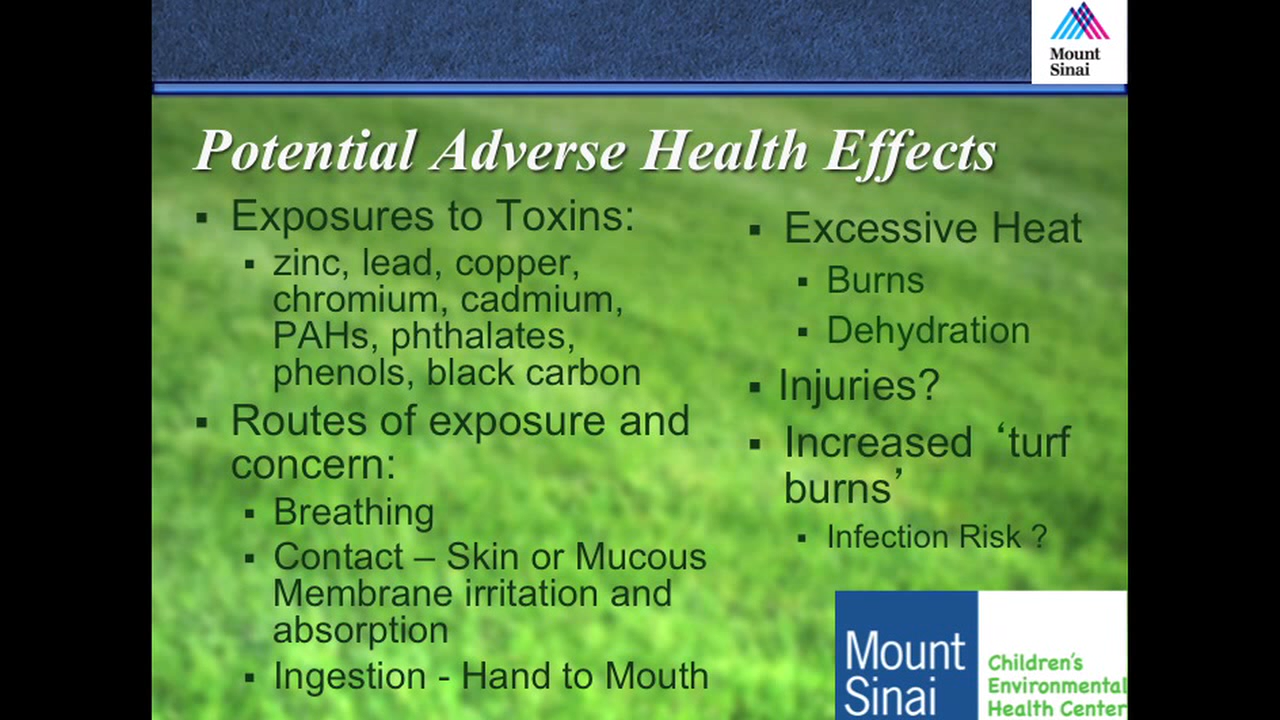 Mount
Sinai
Potential Adverse Health Effects
▪ Exposures to Toxins:
▪ zinc, lead, copper,
chromium, cadmium,
PAHs, phthalates,
phenols, black carbon
▪ Routes of exposure and
concern:
▪ Breathing
▪ Contact – Skin or Mucous
Membrane irritation and
absorption
▪ Ingestion - Hand to Mouth
▪ Excessive Heat
▪ Burns
▪ Dehydration
▪ Injuries?
▪ Increased ‘turf
burns’
▪ Infection Risk ?
Mount
Sinai
Children's
Environmental
Health Center